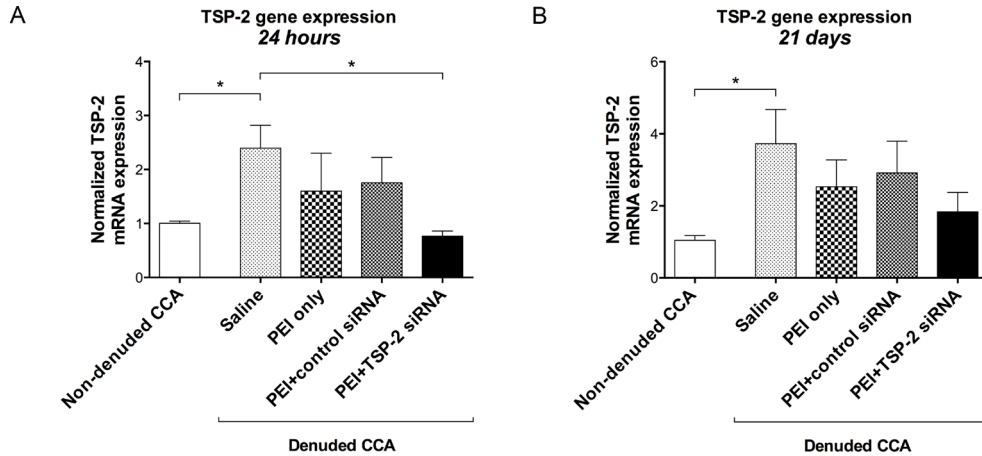 A
TSP-2 gene expression
24 hours
Normalized TSP-2
mRNA expression
4
3
2
1
0
*
*
Non-denuded CCA
Saline
PEI only
PEI+control siRNA
PEI+TSP-2 siRNA
Denuded CCA
B
TSP-2 gene expression
21 days
Normalized TSP-2
mRNA expression
6
4
2
0
*
Non-denuded CCA
Saline
PEI only
PEI+control siRNA
PEI+TSP-2 siRNA
Denuded CCA